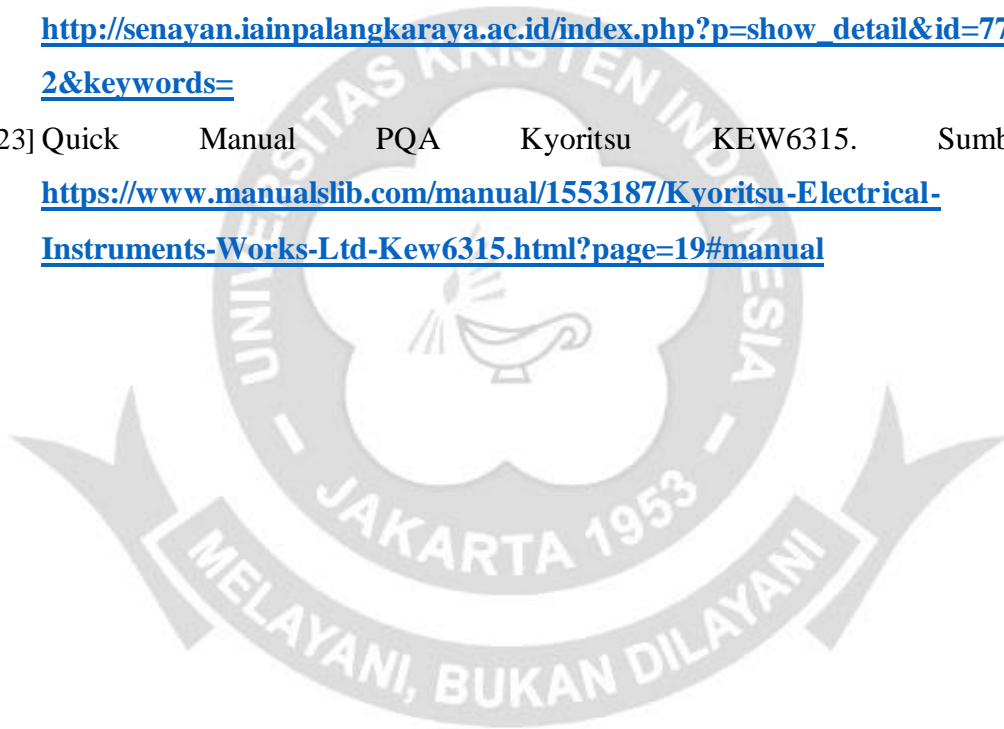 http://senayan.iainpalangkaraya.ac.id/index.php?p=show_detail&id=77
2&keywords=
23] Quick Manual PQA Kyoritsu KEW6315. Sumb
https://www.manualslib.com/manual/1553187/Kyoritsu-Electrical-
Instruments-Works-Ltd-Kew6315.html?page=19#manual
UNIVERSITAS KRISTEN INDONESIA
- JAKARTA 1953 -
MELAYANI, BUKAN DILAYANI